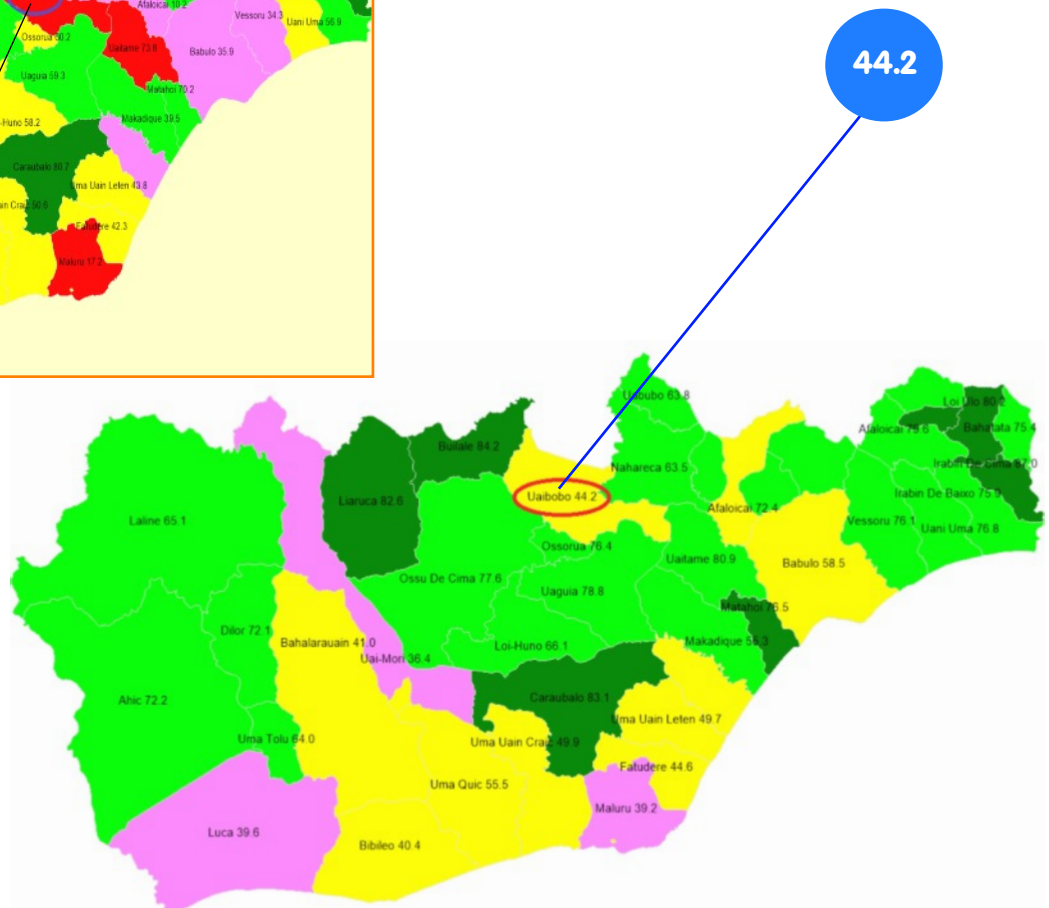 Afaloicai 10.2
Vessoru 34.3
Uani Uma 56.9
Babulo 35.9
Uaitame 73.8
Uaguia 59.3
Matahoi 70.2
Makadique 39.5
-Huno 58.2
Caraubalo 80.7
Uma Uain Leten 43.8
Fatudere 42.3
Maluru 17.2
44.2
Uabubo 63.8
Loi Ulo 80.2
Afaloicai 75.6
Bahatata 75.4
Builale 84.2
Nahareca 63.5
Irabin De Cima 87.0
Liaruca 82.6
Uaibobo 44.2
Irabin De Baixo 75.9
Afaloicai 72.4
Laline 65.1
Vessoru 76.1
Uani Uma 76.8
Ossorua 76.4
Uaitame 80.9
Babulo 58.5
Ossu De Cima 77.6
Uaguia 78.8
Matahoi 76.5
Dilor 72.1
Bahalarauain 41.0
Loi-Huno 66.1
Makadique 55.3
Uai-Mori 36.4
Ahic 72.2
Caraubalo 83.1
Uma Uain Leten 49.7
Uma Tolu 64.0
Uma Uain Craic 49.9
Fatudere 44.6
Uma Quic 55.5
Maluru 39.2
Luca 39.6
Bibileo 40.4